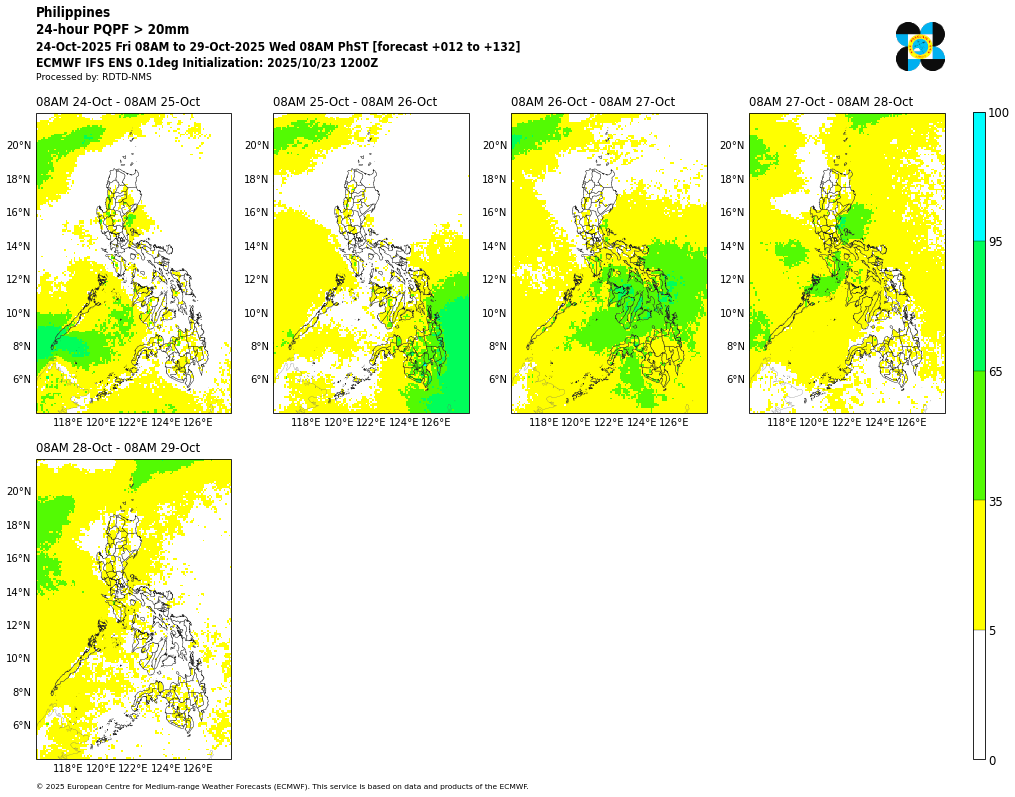 Philippines
24-hour PQPF > 20mm
24-Oct-2025 Fri 08AM to 29-Oct-2025 Wed 08AM PhST [forecast +012 to +132]
ECMWF IFS ENS 0.1deg Initialization: 2025/10/23 1200Z
Processed by: RDTD-NMS
08AM 24-Oct - 08AM 25-Oct
08AM 25-Oct - 08AM 26-Oct
08AM 26-Oct - 08AM 27-Oct
08AM 27-Oct - 08AM 28-Oct
20°N 20°N 20°N 20°N
18°N 18°N 18°N 18°N
16°N 16°N 16°N 16°N
14°N 14°N 14°N 14°N
12°N 12°N 12°N 12°N
10°N 10°N 10°N 10°N
8°N 8°N 8°N 8°N
6°N 6°N 6°N 6°N
118°E 120°E 122°E 124°E 126°E 118°E 120°E 122°E 124°E 126°E 118°E 120°E 122°E 124°E 126°E 118°E 120°E 122°E 124°E 126°E
100
95
65
35
5
0
08AM 28-Oct - 08AM 29-Oct
20°N
18°N
16°N
14°N
12°N
10°N
8°N
6°N
118°E 120°E 122°E 124°E 126°E
© 2025 European Centre for Medium-range Weather Forecasts (ECMWF). This service is based on data and products of the ECMWF.